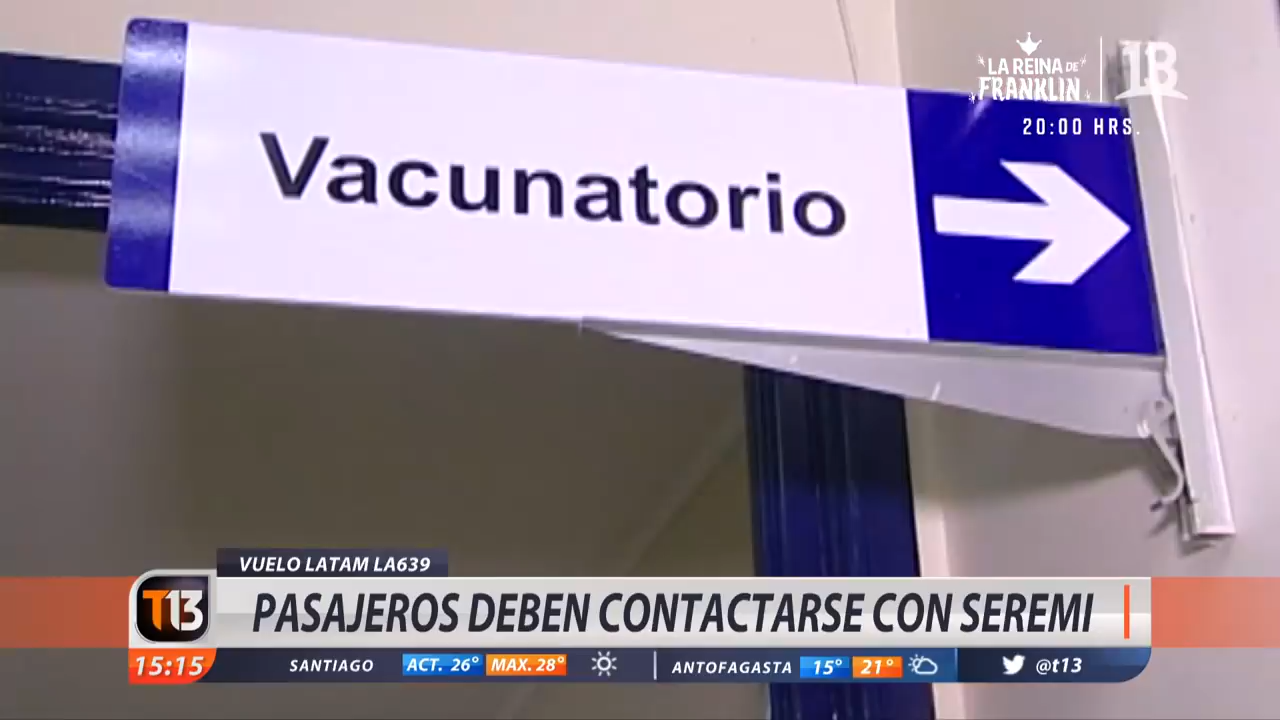 LA REINA DE
FRANKLIN
13
20:00 HRS.
Vacunatorio
VUELO LATAM LA639
T13
PASAJEROS DEBEN CONTACTARSE CON SEREMI
15:15 SANTIAGO ACT. 26° MAX. 28° ANTOFAGASTA 15° 21° @t13